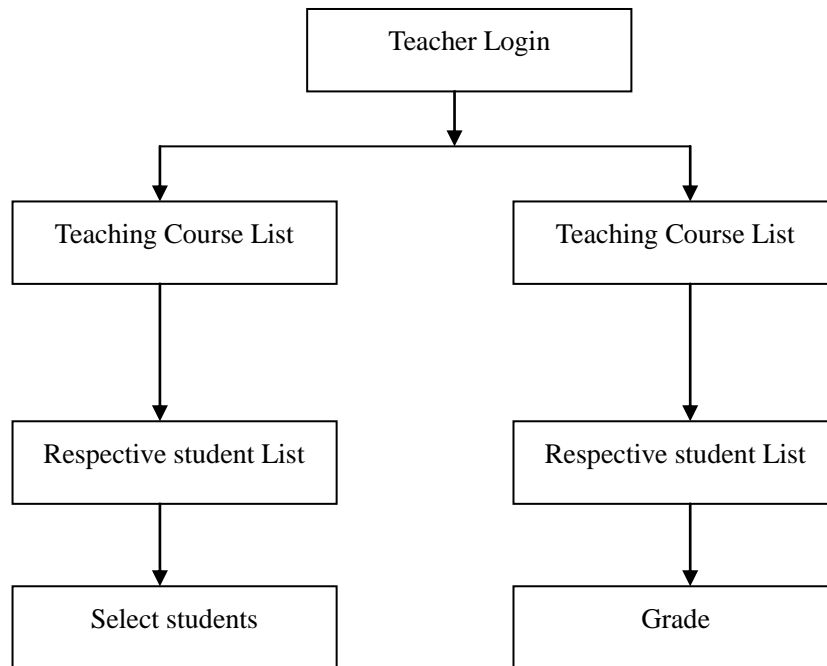 Teacher Login
Teaching Course List
Teaching Course List
Respective student List
Respective student List
Select students
Grade